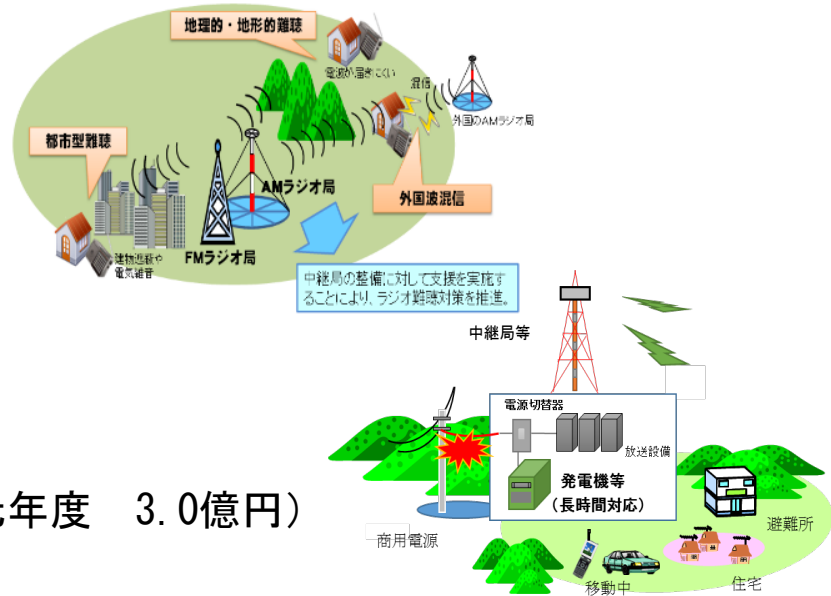 地理的・地形的難聴
電波が届きにくい
混信
外国のAMラジオ局
都市型難聴
AMラジオ局
外国波混信
建物遮蔽や
電気雑音
FMラジオ局
中継局の整備に対して支援を実施す
ることにより、ラジオ難聴対策を推進。
中継局等
電源切替器
放送設備
発電機等
(長時間対応)
年度 3.0億円)
商用電源
避難所
移動中
住宅